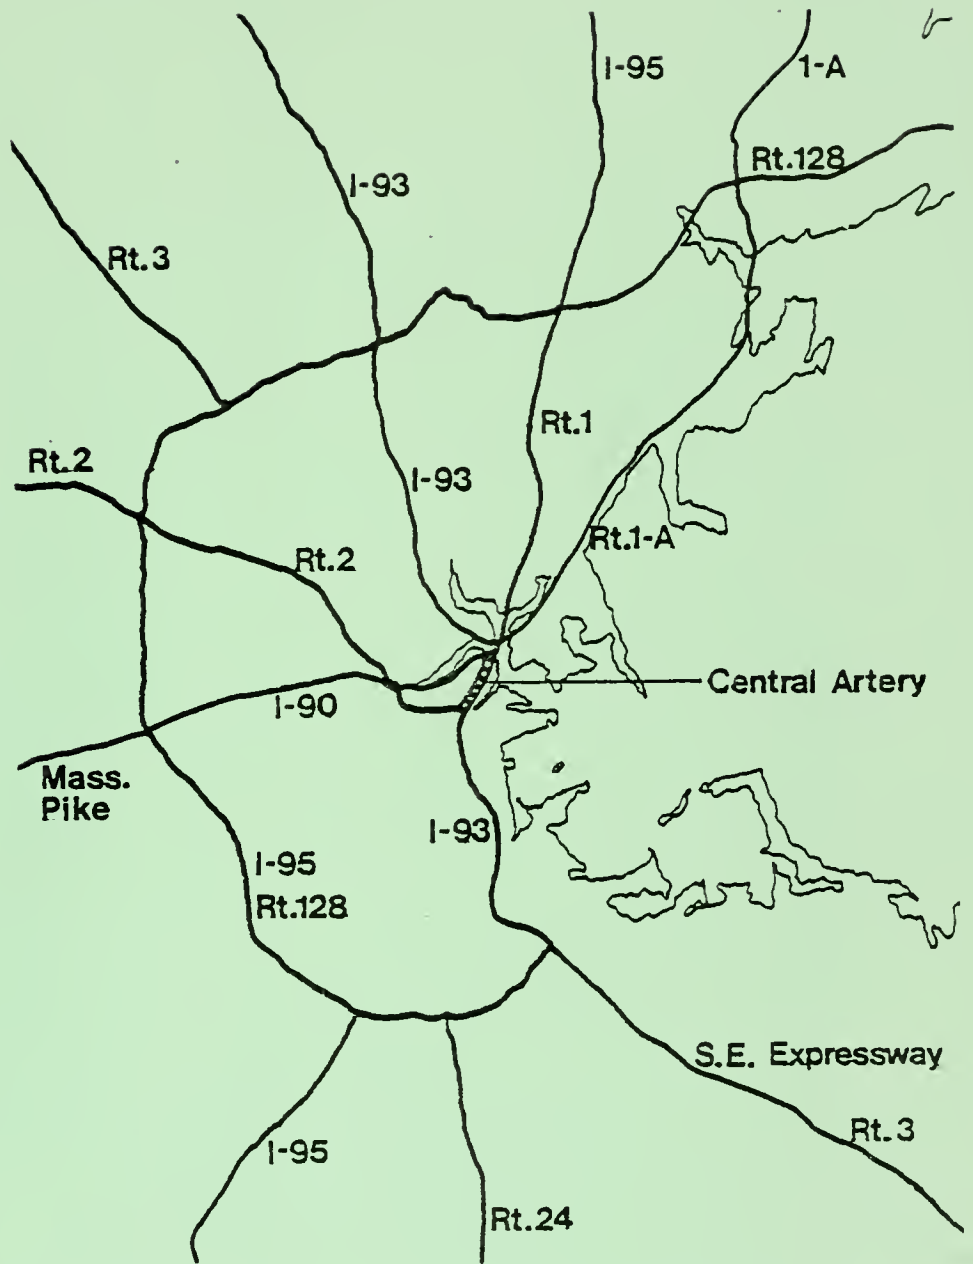 I-95
1-A
Rt.128
I-93
Rt.3
Rt.1
Rt.2
I-93
Rt.1-A
Rt.2
Central Artery
I-90
Mass.
Pike
I-93
I-95
Rt.128
S.E. Expressway
Rt.3
I-95
Rt.24